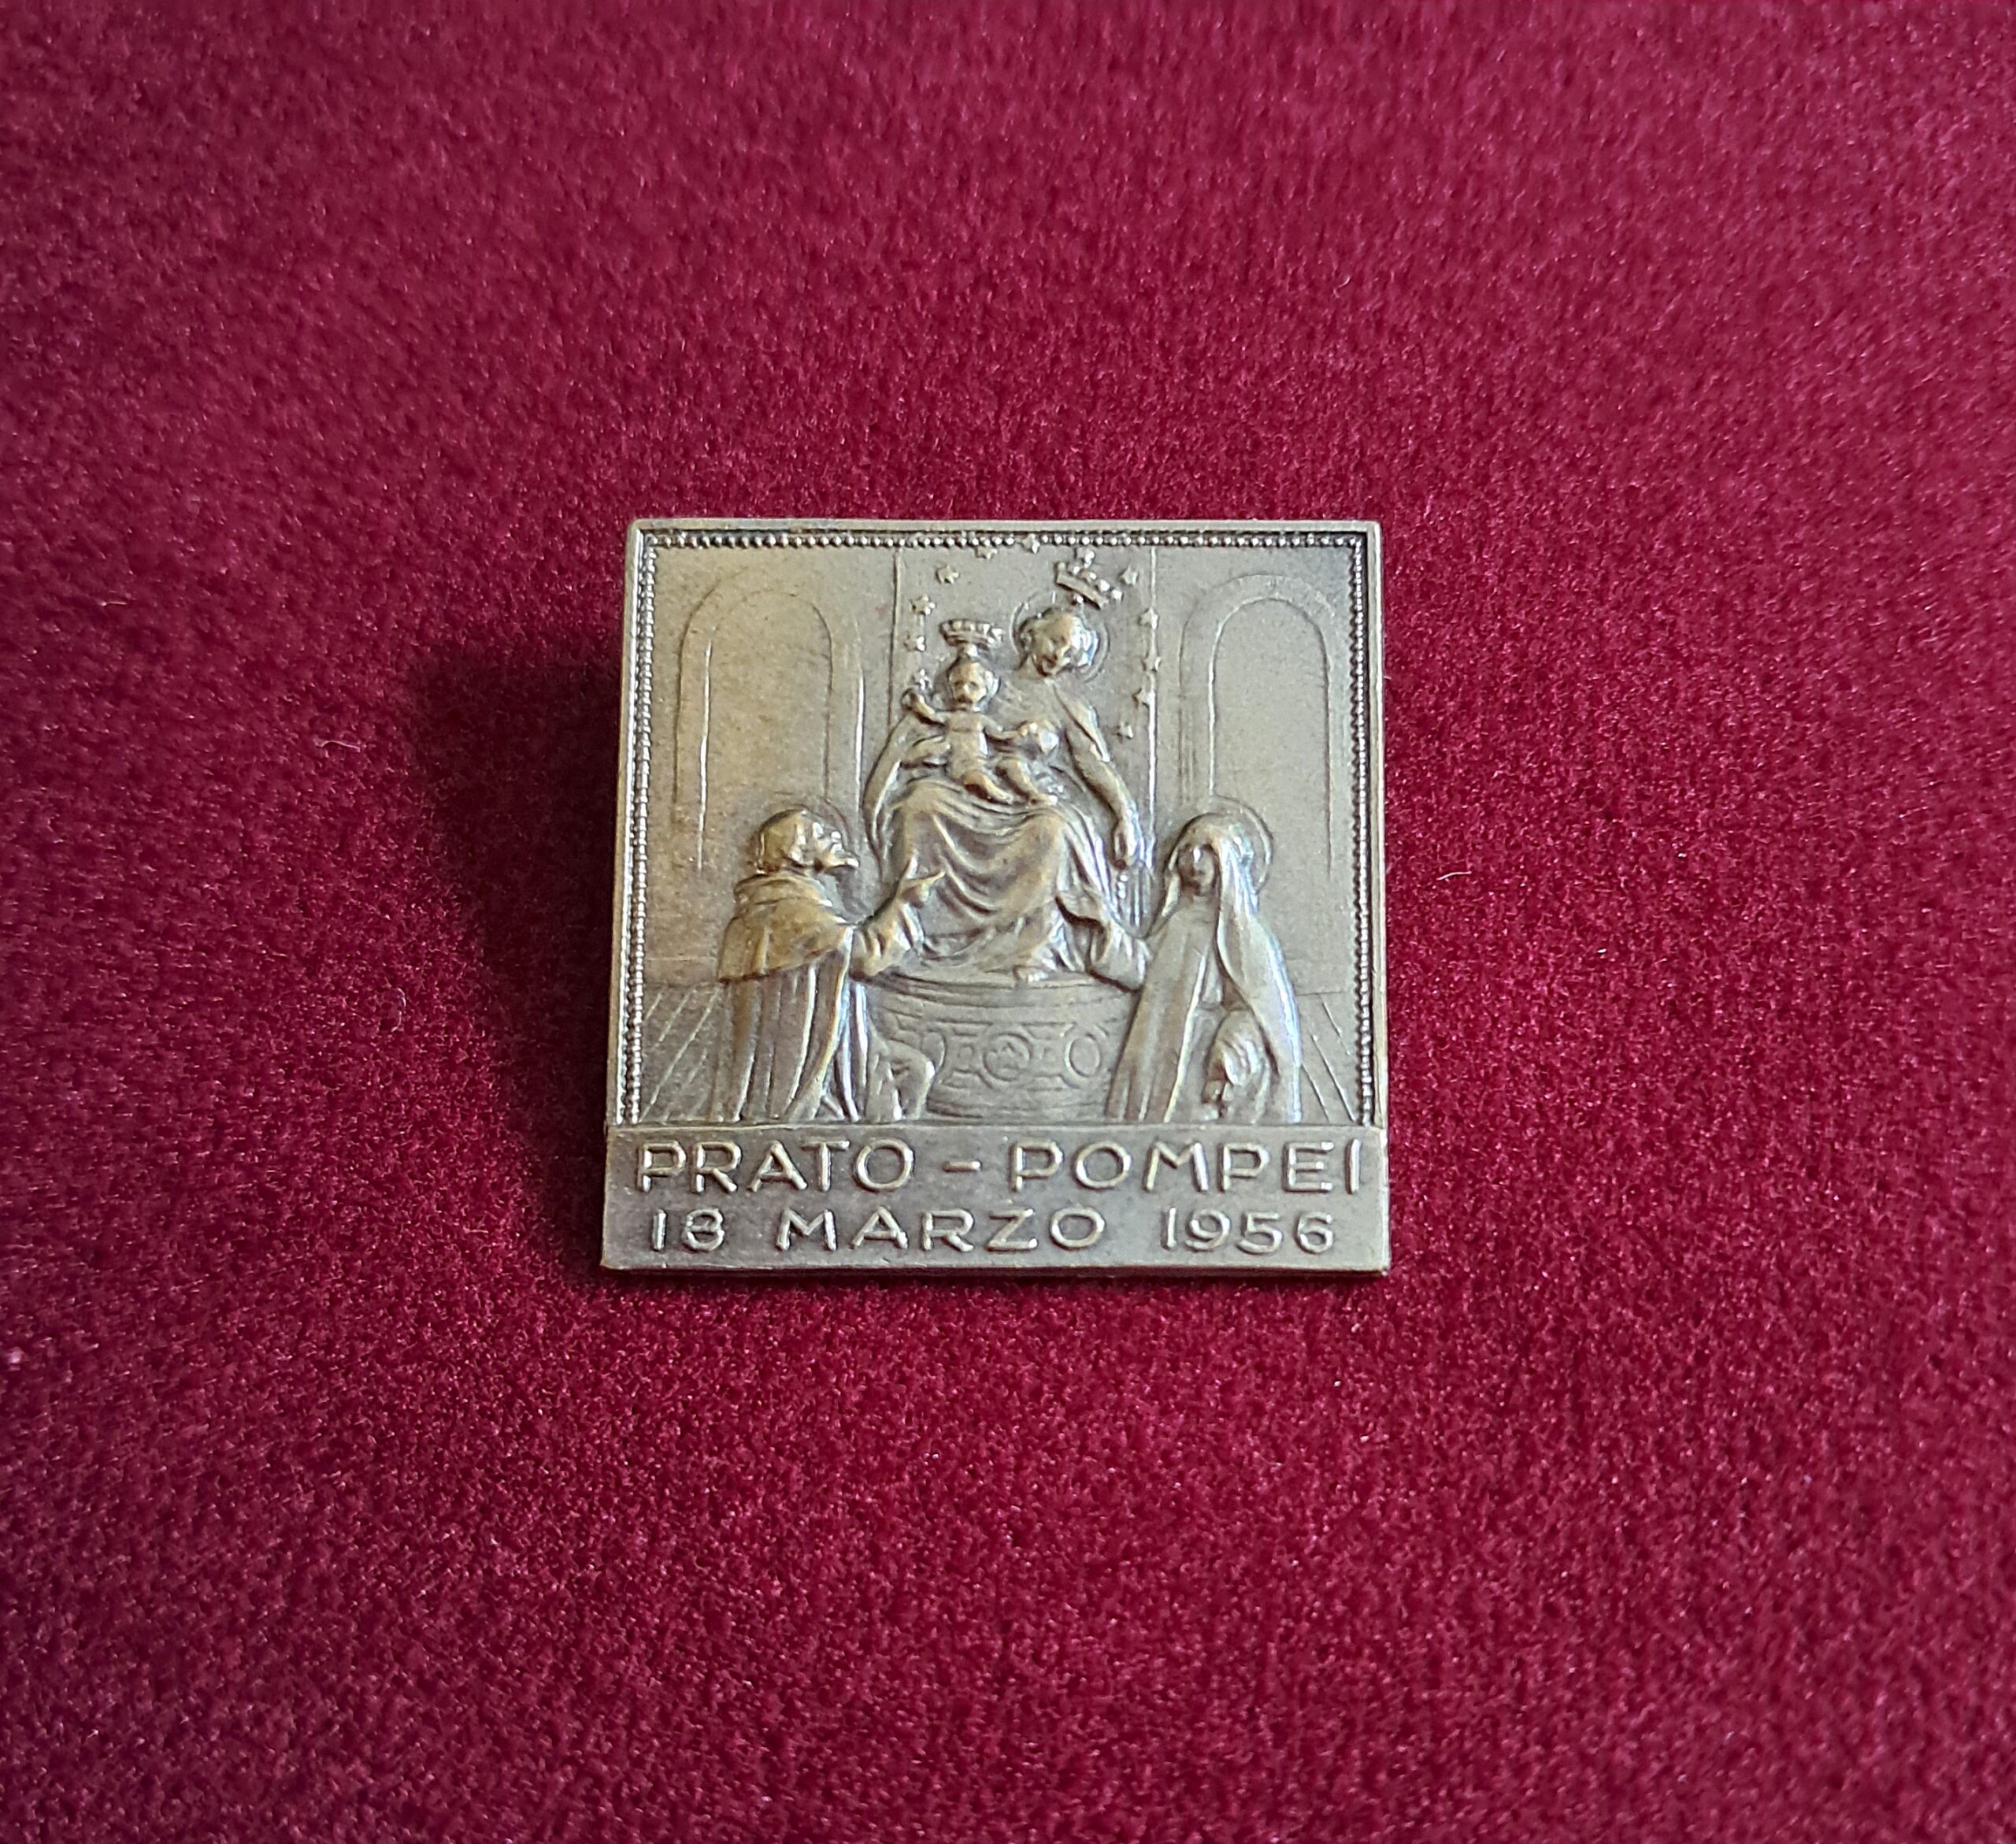 PRATO - POMPEI
18 MARZO 1956